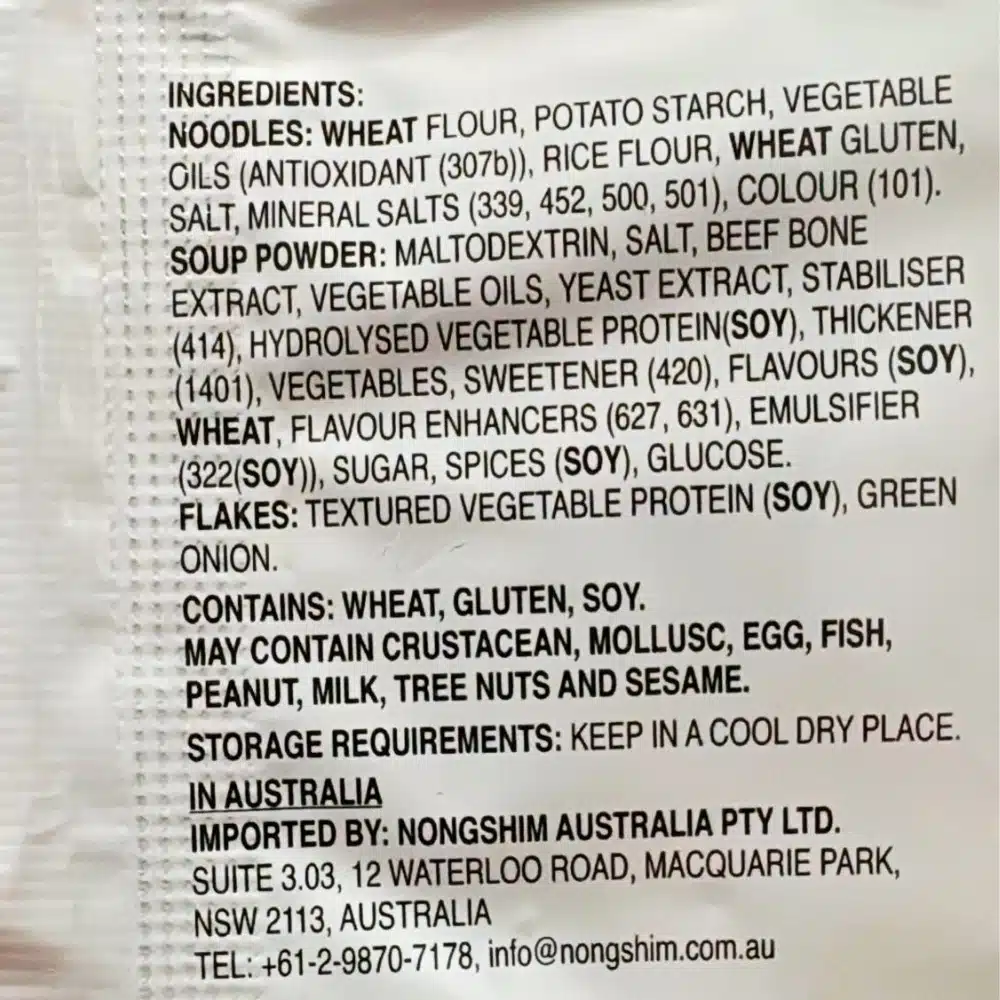 INGREDIENTS:
NOODLES: WHEAT FLOUR, POTATO STARCH, VEGETABLE
OILS (ANTIOXIDANT (307b)), RICE FLOUR, WHEAT GLUTEN,
SALT, MINERAL SALTS (339, 452, 500, 501), COLOUR (101).
SOUP POWDER: MALTODEXTRIN, SALT, BEEF BONE
EXTRACT, VEGETABLE OILS, YEAST EXTRACT, STABILISER
(414), HYDROLYSED VEGETABLE PROTEIN(SOY), THICKENER
(1401), VEGETABLES, SWEETENER (420), FLAVOURS (SOY),
WHEAT, FLAVOUR ENHANCERS (627, 631), EMULSIFIER
(322(SOY)), SUGAR, SPICES (SOY), GLUCOSE.
FLAKES: TEXTURED VEGETABLE PROTEIN (SOY), GREEN
ONION.
CONTAINS: WHEAT, GLUTEN, SOY.
MAY CONTAIN CRUSTACEAN, MOLLUSC, EGG, FISH,
PEANUT, MILK, TREE NUTS AND SESAME.
STORAGE REQUIREMENTS: KEEP IN A COOL DRY PLACE.
IN AUSTRALIA
IMPORTED BY: NONGSHIM AUSTRALIA PTY LTD.
SUITE 3.03, 12 WATERLOO ROAD, MACQUARIE PARK,
NSW 2113, AUSTRALIA
TEL: +61-2-9870-7178, info@nongshim.com.au